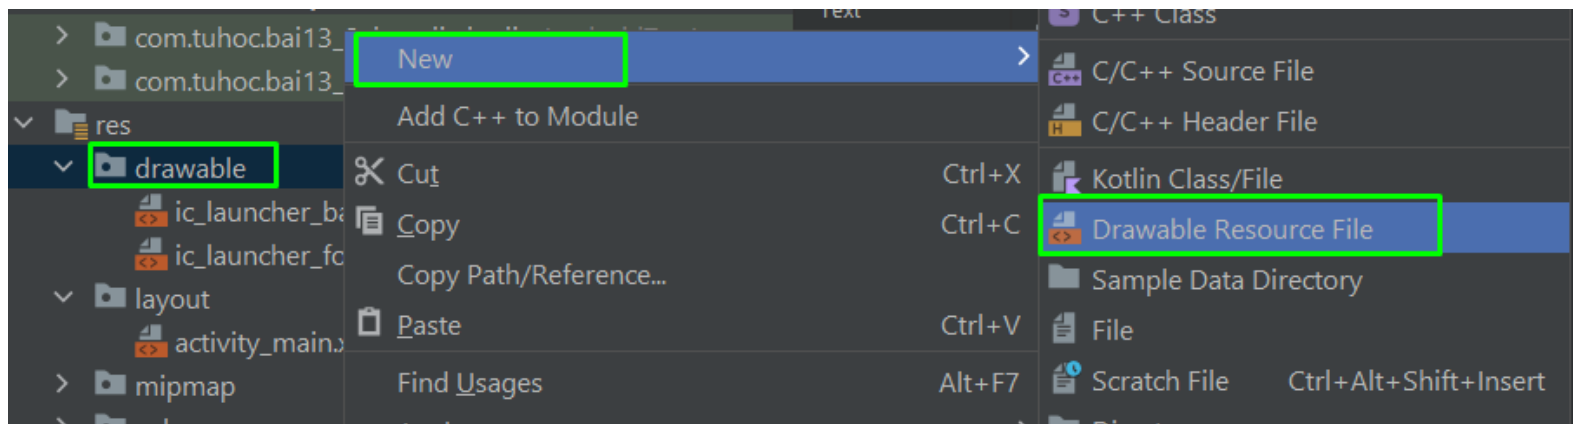 com.tuhoc.bai13_
com.tuhoc.bai13_
res
drawable
ic_launcher_ba
ic_launcher_fo
layout
activity_main.x
mipmap
New
Add C++ to Module
Cut Ctrl+X
Copy Ctrl+C
Copy Path/Reference...
Paste Ctrl+V
Find Usages Alt+F7
Text
C++ Class
C/C++ Source File
C/C++ Header File
Kotlin Class/File
Drawable Resource File
Sample Data Directory
File
Scratch File Ctrl+Alt+Shift+Insert